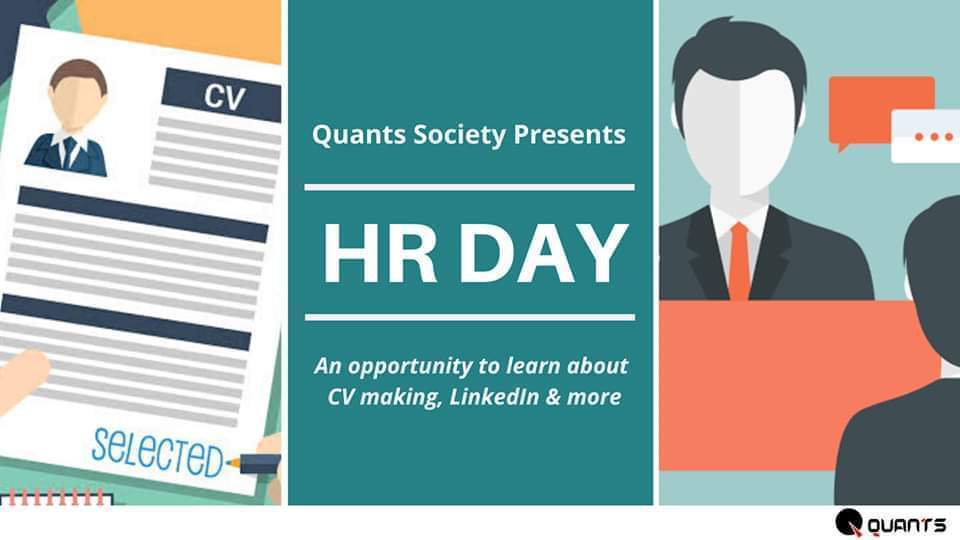 CV
SELECTED
Quants Society Presents
HR DAY
An opportunity to learn about
CV making, LinkedIn & more
QUANTS